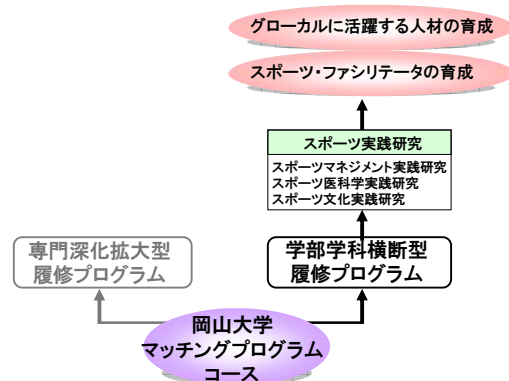 グローカルに活躍する人材の育成
スポーツ・ファシリテータの育成
スポーツ実践研究
スポーツマネジメント実践研究
スポーツ医科学実践研究
スポーツ文化実践研究
専門深化拡大型
履修プログラム
学部学科横断型
履修プログラム
岡山大学
マッチングプログラム
コース